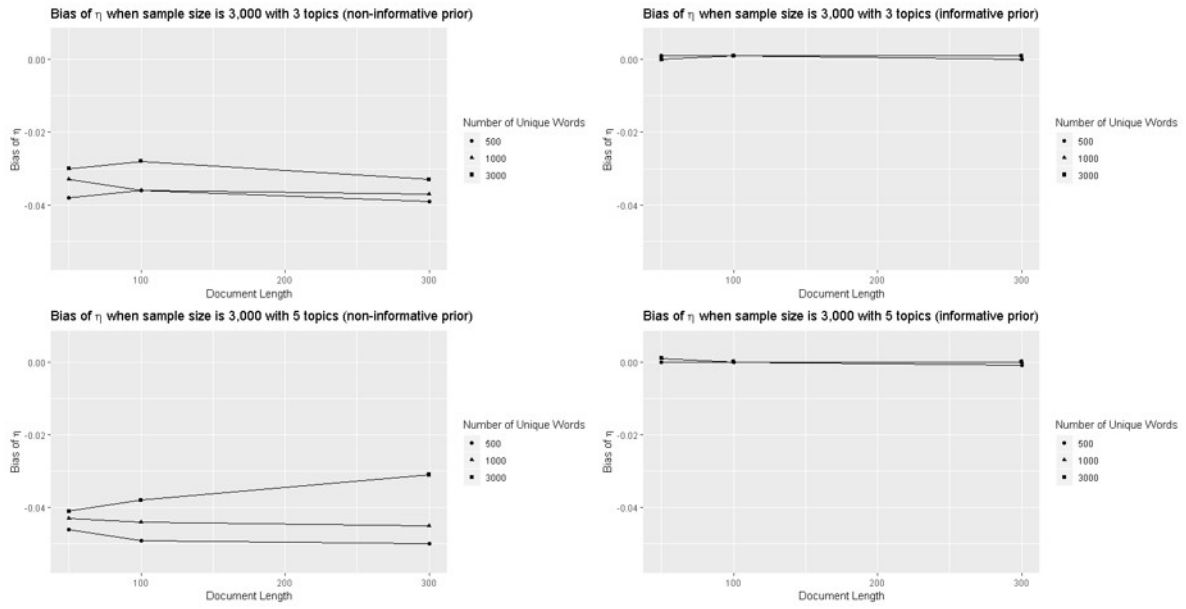 Bias of η when sample size is 3,000 with 3 topics (non-informative prior)
0.00
-0.02
-0.04
Bias of η
100
200
300
Document Length
Number of Unique Words
500
1000
3000
Bias of η when sample size is 3,000 with 3 topics (informative prior)
0.00
-0.02
-0.04
Bias of η
100
200
300
Document Length
Number of Unique Words
500
1000
3000
Bias of η when sample size is 3,000 with 5 topics (non-informative prior)
0.00
-0.02
-0.04
Bias of η
100
200
300
Document Length
Number of Unique Words
500
1000
3000
Bias of η when sample size is 3,000 with 5 topics (informative prior)
0.00
-0.02
-0.04
Bias of η
100
200
300
Document Length
Number of Unique Words
500
1000
3000